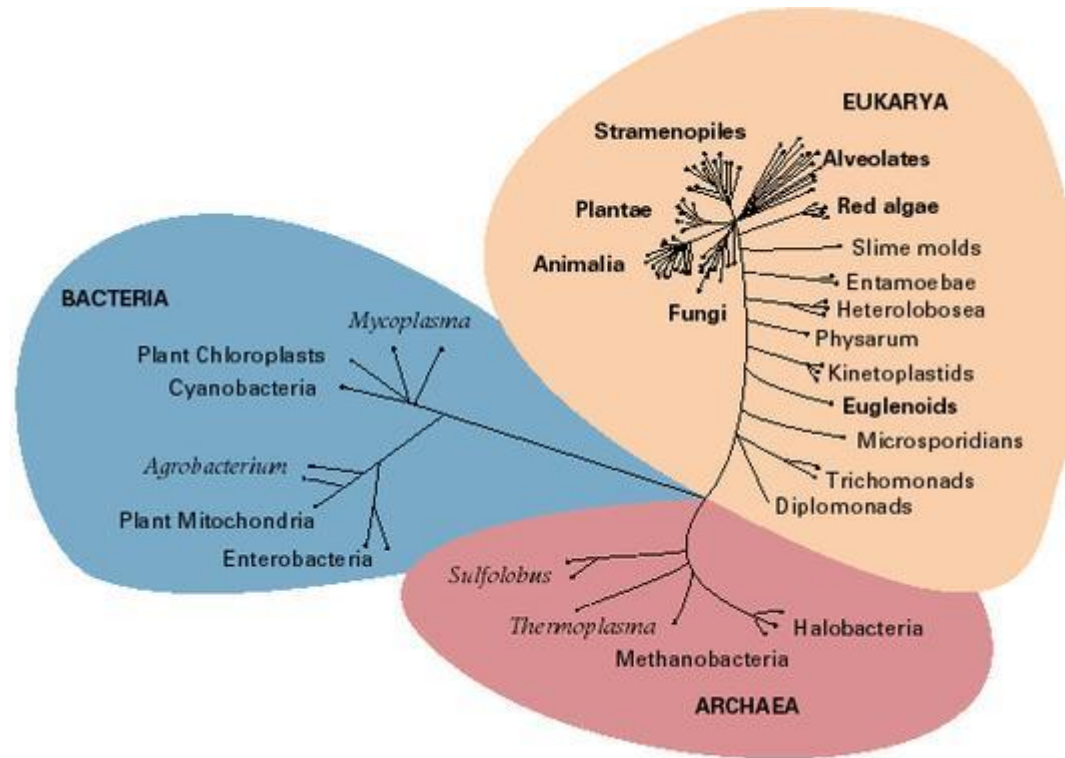 EUKARYA
Stramenopiles
Alveolates
Plantae
Red algae
Animalia
Slime molds
Entamoebae
Fungi
Heterolobosea
Physarum
Kinetoplastids
Euglenoids
Microsporidians
Trichomonads
Diplomonads
BACTERIA
Mycoplasma
Plant Chloroplasts
Cyanobacteria
Agrobacterium
Plant Mitochondria
Enterobacteria
Sulfolobus
Thermoplasma
Halobacteria
Methanobacteria
ARCHAEA